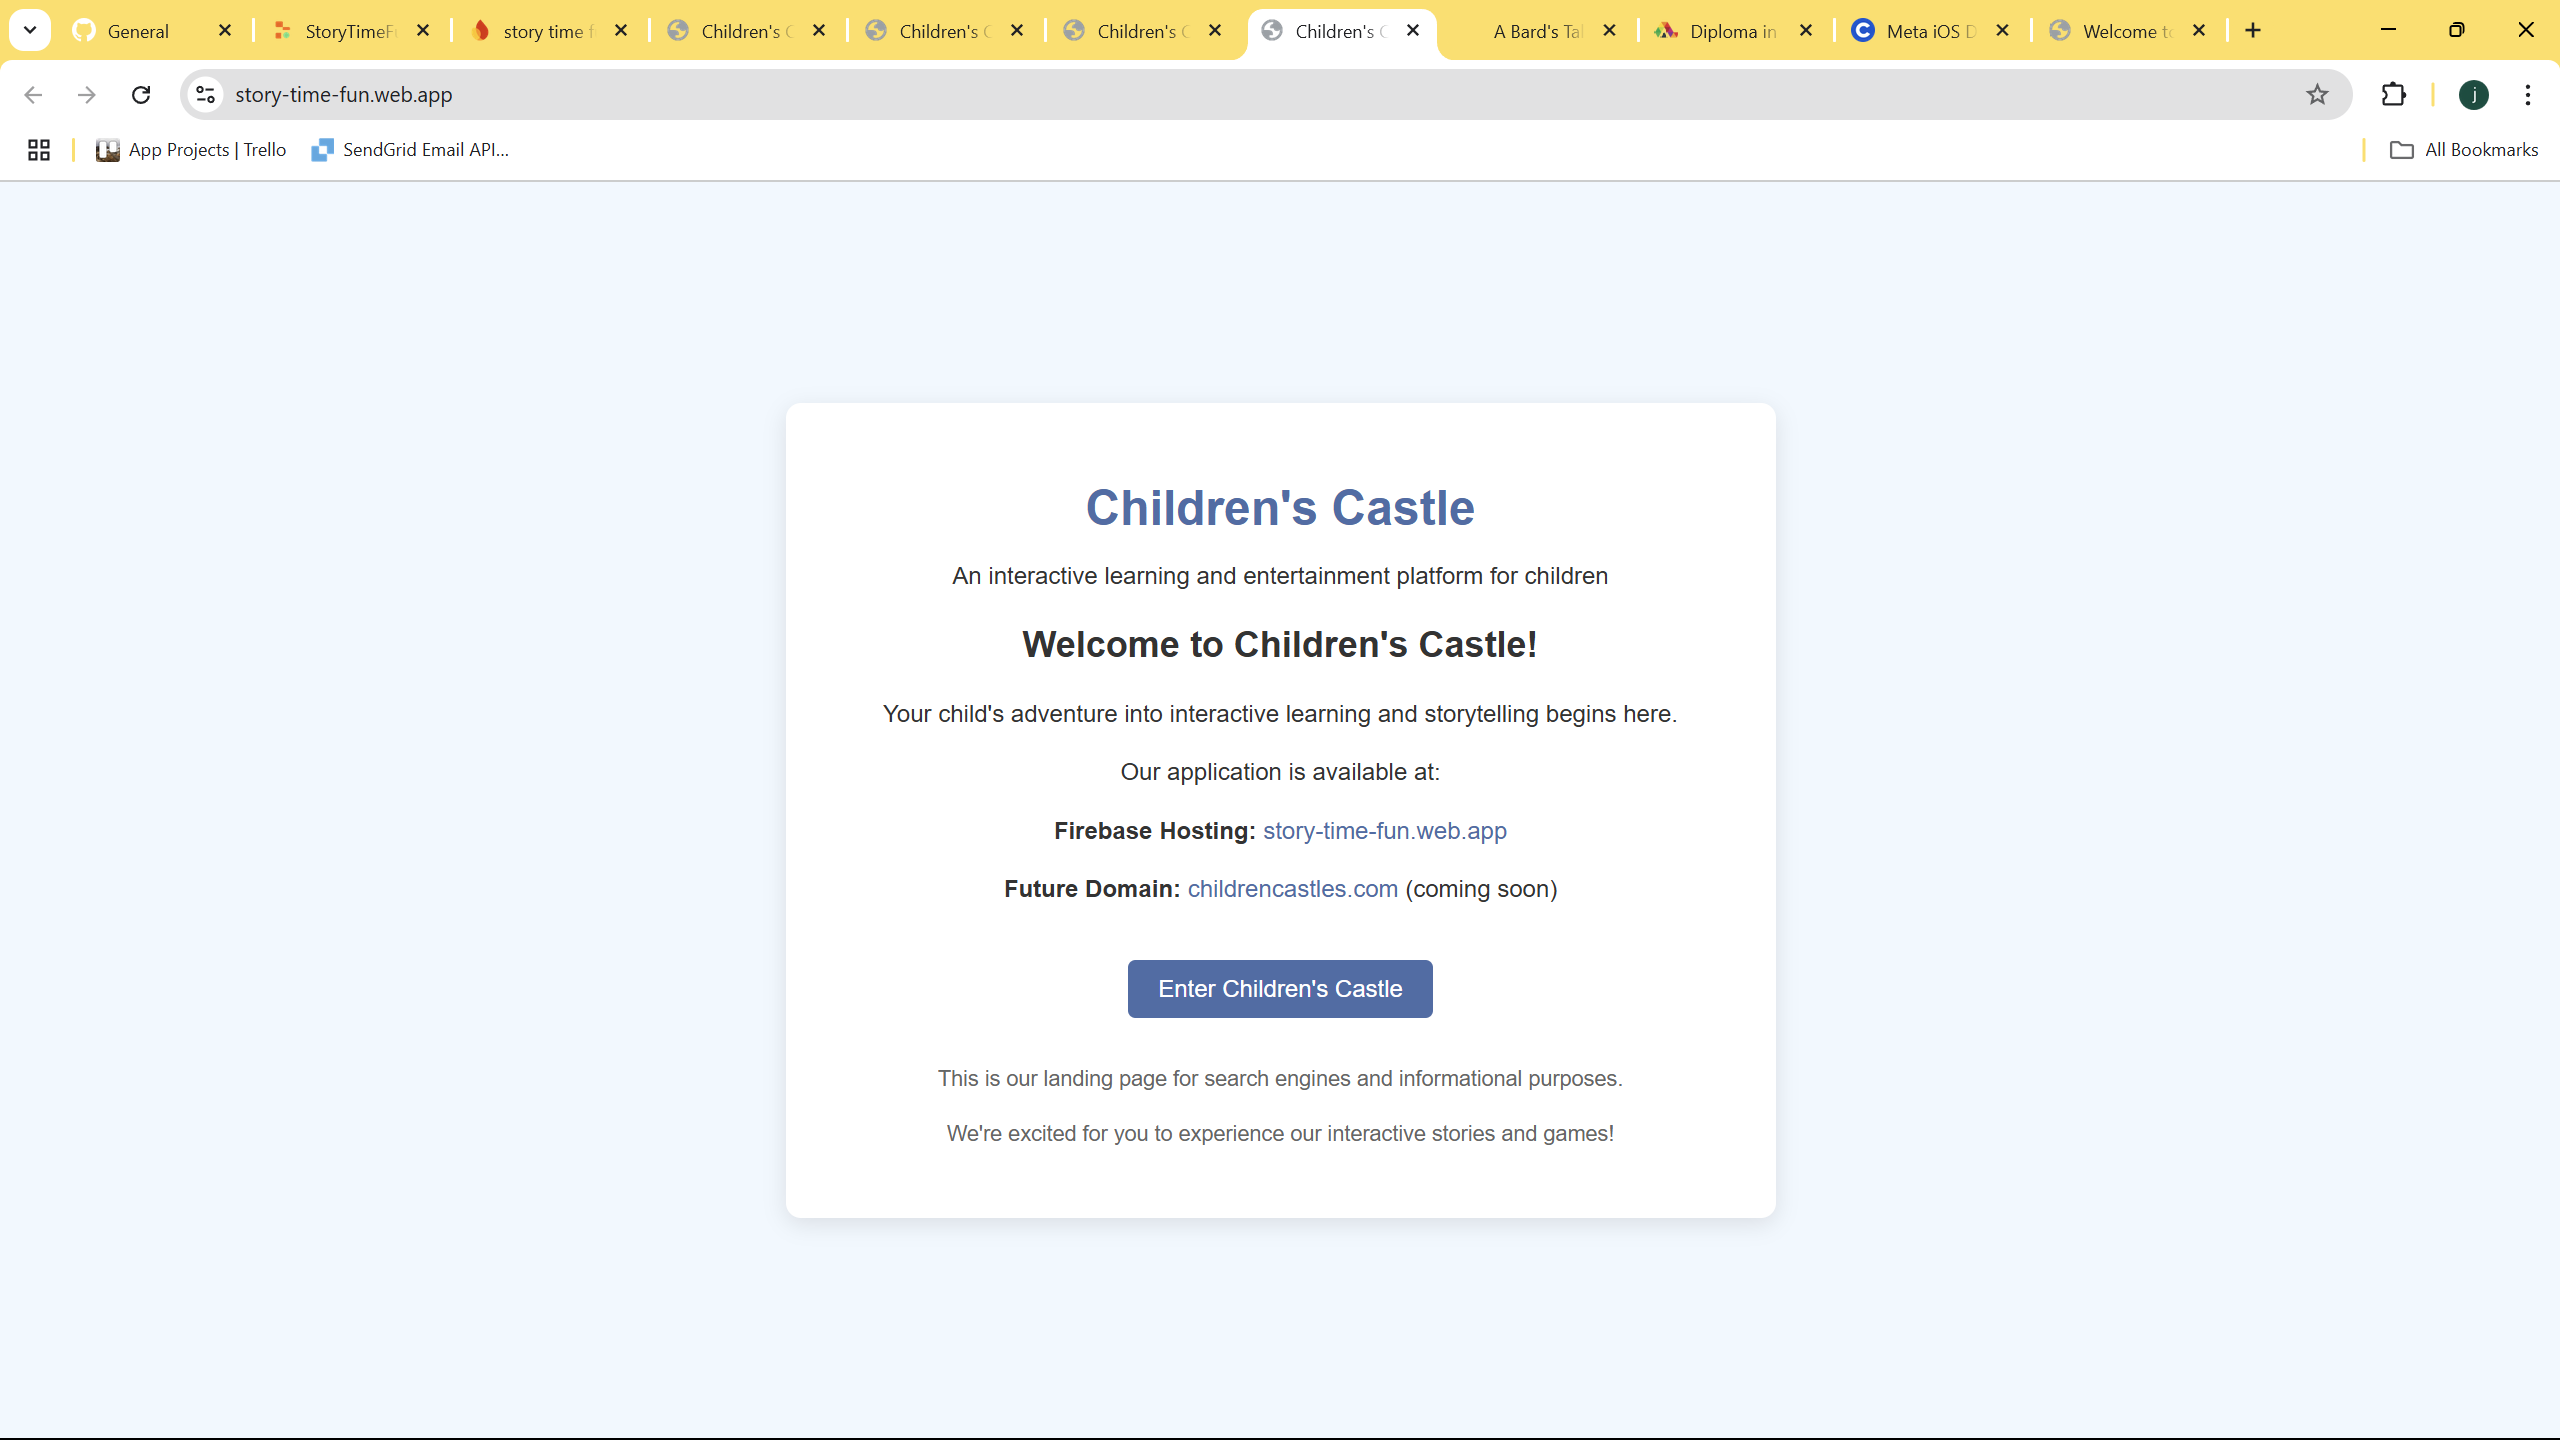 General
StoryTimeF
story time f
Children's C
Children's C
Children's C
Children's C
A Bard's Tal
Diploma in
Meta iOS D
Welcome to
story-time-fun.web.app
j
App Projects | Trello
SendGrid Email API...
All Bookmarks
Children's Castle
An interactive learning and entertainment platform for children
Welcome to Children's Castle!
Your child's adventure into interactive learning and storytelling begins here.
Our application is available at:
Firebase Hosting: story-time-fun.web.app
Future Domain: childrencastles.com (coming soon)
Enter Children's Castle
This is our landing page for search engines and informational purposes.
We're excited for you to experience our interactive stories and games!